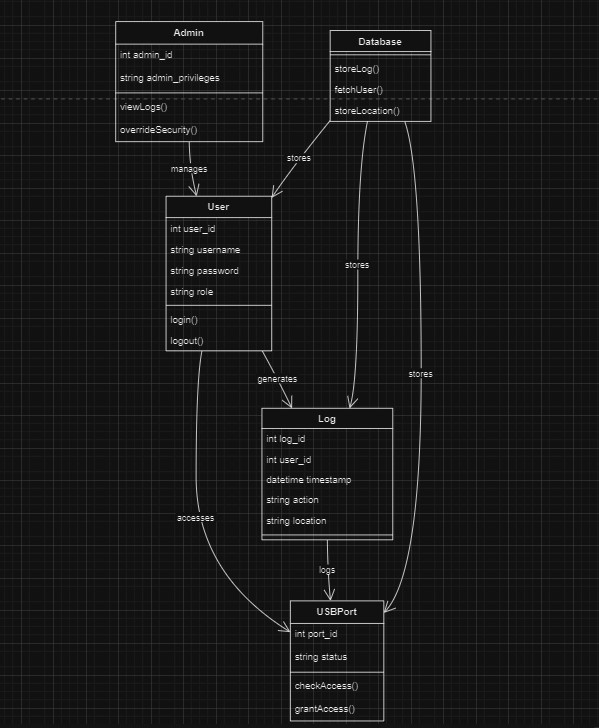 Admin
int admin_id
string admin_privileges
viewLogs()
overrideSecurity()
Database
storeLog()
fetchUser()
storeLocation()
manages
stores
User
int user_id
string username
string password
string role
login()
logout()
stores
stores
generates
Log
int log_id
int user_id
datetime timestamp
string action
string location
accesses
logs
USBPort
int port_id
string status
checkAccess()
grantAccess()